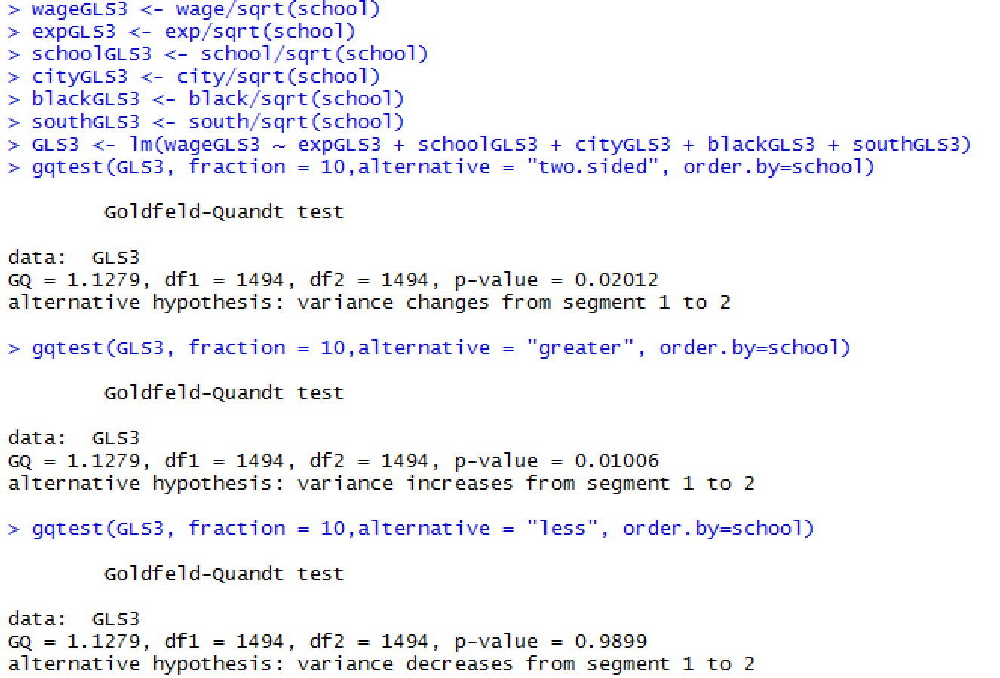 > wageGLS3 <- wage/sqrt(school)
> expGLS3 <- exp/sqrt(school)
> schoolGLS3 <- school/sqrt(school)
> cityGLS3 <- city/sqrt(school)
> blackGLS3 <- black/sqrt(school)
> southGLS3 <- south/sqrt(school)
> GLS3 <- lm(wageGLS3 ~ expGLS3 + schoolGLS3 + cityGLS3 + blackGLS3 + southGLS3)
> gqtest(GLS3, fraction = 10,alternative = "two.sided", order.by=school)
Goldfeld-Quandt test
data:  GLS3
GQ = 1.1279, df1 = 1494, df2 = 1494, p-value = 0.02012
alternative hypothesis: variance changes from segment 1 to 2
> gqtest(GLS3, fraction = 10,alternative = "greater", order.by=school)
Goldfeld-Quandt test
data:  GLS3
GQ = 1.1279, df1 = 1494, df2 = 1494, p-value = 0.01006
alternative hypothesis: variance increases from segment 1 to 2
> gqtest(GLS3, fraction = 10,alternative = "less", order.by=school)
Goldfeld-Quandt test
data:  GLS3
GQ = 1.1279, df1 = 1494, df2 = 1494, p-value = 0.9899
alternative hypothesis: variance decreases from segment 1 to 2